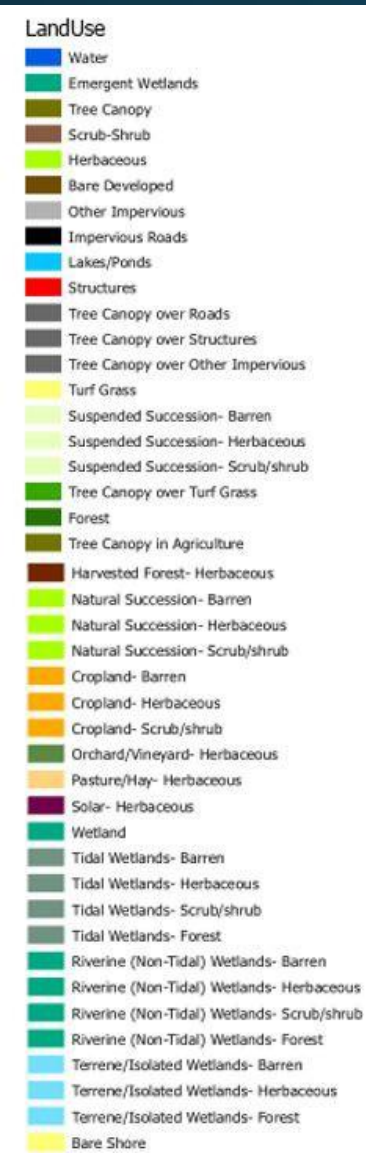 LandUse
Water
Emergent Wetlands
Tree Canopy
Scrub-Shrub
Herbaceous
Bare Developed
Other Impervious
Impervious Roads
Lakes/Ponds
Structures
Tree Canopy over Roads
Tree Canopy over Structures
Tree Canopy over Other Impervious
Turf Grass
Suspended Succession- Barren
Suspended Succession- Herbaceous
Suspended Succession- Scrub/shrub
Tree Canopy over Turf Grass
Forest
Tree Canopy in Agriculture
Harvested Forest- Herbaceous
Natural Succession- Barren
Natural Succession- Herbaceous
Natural Succession- Scrub/shrub
Cropland- Barren
Cropland- Herbaceous
Cropland- Scrub/shrub
Orchard/Vineyard- Herbaceous
Pasture/Hay- Herbaceous
Solar- Herbaceous
Wetland
Tidal Wetlands- Barren
Tidal Wetlands- Herbaceous
Tidal Wetlands- Scrub/shrub
Tidal Wetlands- Forest
Riverine (Non-Tidal) Wetlands- Barren
Riverine (Non-Tidal) Wetlands- Herbaceous
Riverine (Non-Tidal) Wetlands- Scrub/shrub
Riverine (Non-Tidal) Wetlands- Forest
Terrene/Isolated Wetlands- Barren
Terrene/Isolated Wetlands- Herbaceous
Terrene/Isolated Wetlands- Forest
Bare Shore